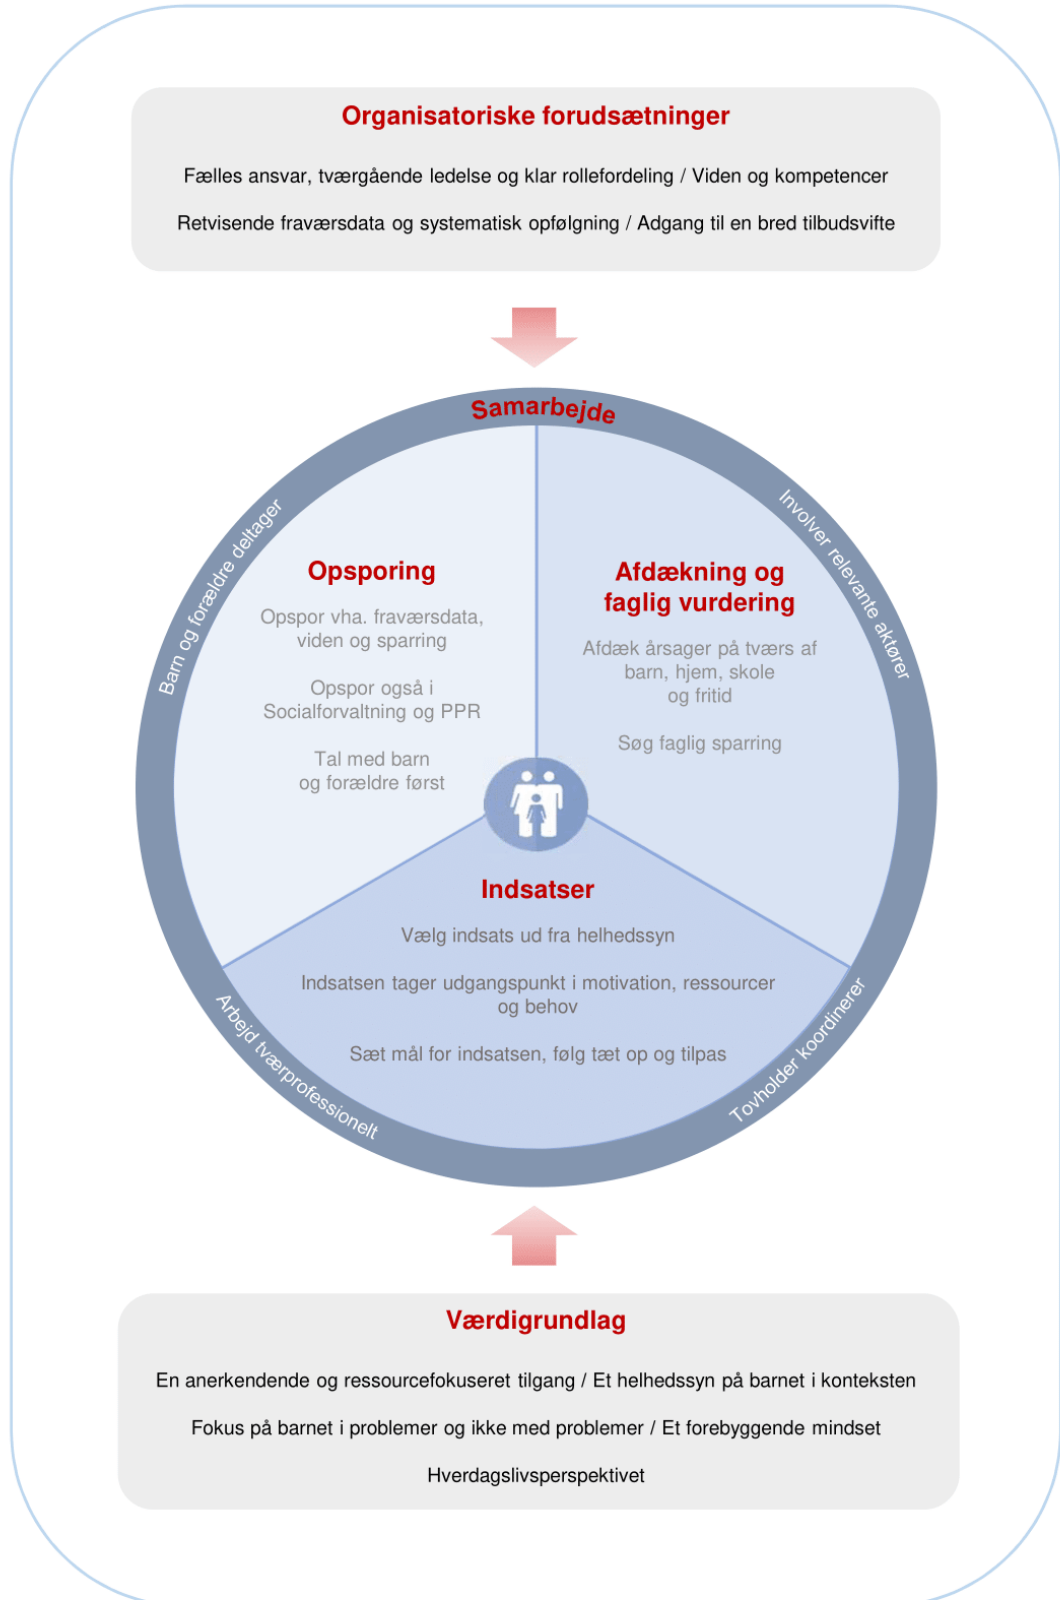 Organisatoriske forudsætninger
Fælles ansvar, tværgående ledelse og klar rollefordeling / Viden og kompetencer
Retvisende fraværsdata og systematisk opfølgning / Adgang til en bred tilbudsvifte
Samarbejde
Barn og forældre deltager
Involver relevante aktører
Opsporing
Opspor vha. fraværsdata,
viden og sparring
Opspor også i
Socialforvaltning og PPR
Tal med barn
og forældre først
Afdækning og
faglig vurdering
Afdæk årsager på tværs af
barn, hjem, skole
og fritid
Søg faglig sparring
Indsatser
Vælg indsats ud fra helhedssyn
Indsatsen tager udgangspunkt i motivation, ressourcer
og behov
Sæt mål for indsatsen, følg tæt op og tilpas
Arbejd tværprofessionelt
Tovholder koordinerer
Værdigrundlag
En anerkendende og ressourcefokuseret tilgang / Et helhedssyn på barnet i konteksten
Fokus på barnet i problemer og ikke med problemer / Et forebyggende mindset
Hverdagslivsperspektivet